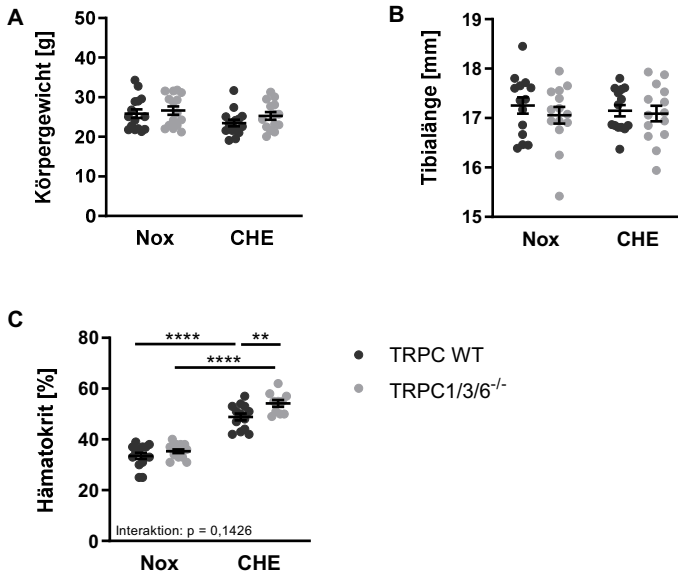 A
Körpergewicht [g]
50
40
30
20
10
0
Nox CHE
B
Tibialänge [mm]
19
18
17
16
15
Nox CHE
C
Hämatokrit [%]
80
60
40
20
0
**** **
****
Interaktion: p = 0,1426
Nox CHE
TRPC WT
TRPC1/3/6-/-